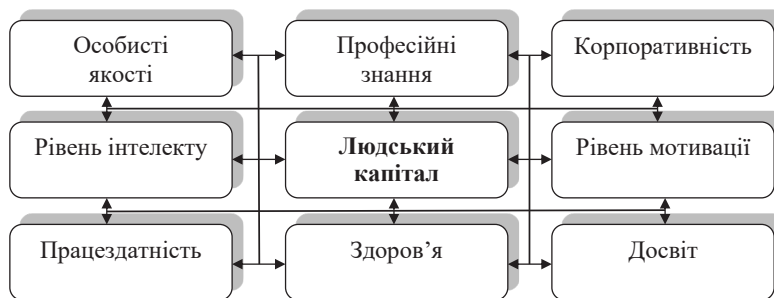 Особисті
якості
Професійні
знання
Корпоративність
Рівень інтелекту
Людський
капітал
Рівень мотивації
Працездатність
Здоров’я
Досвіт